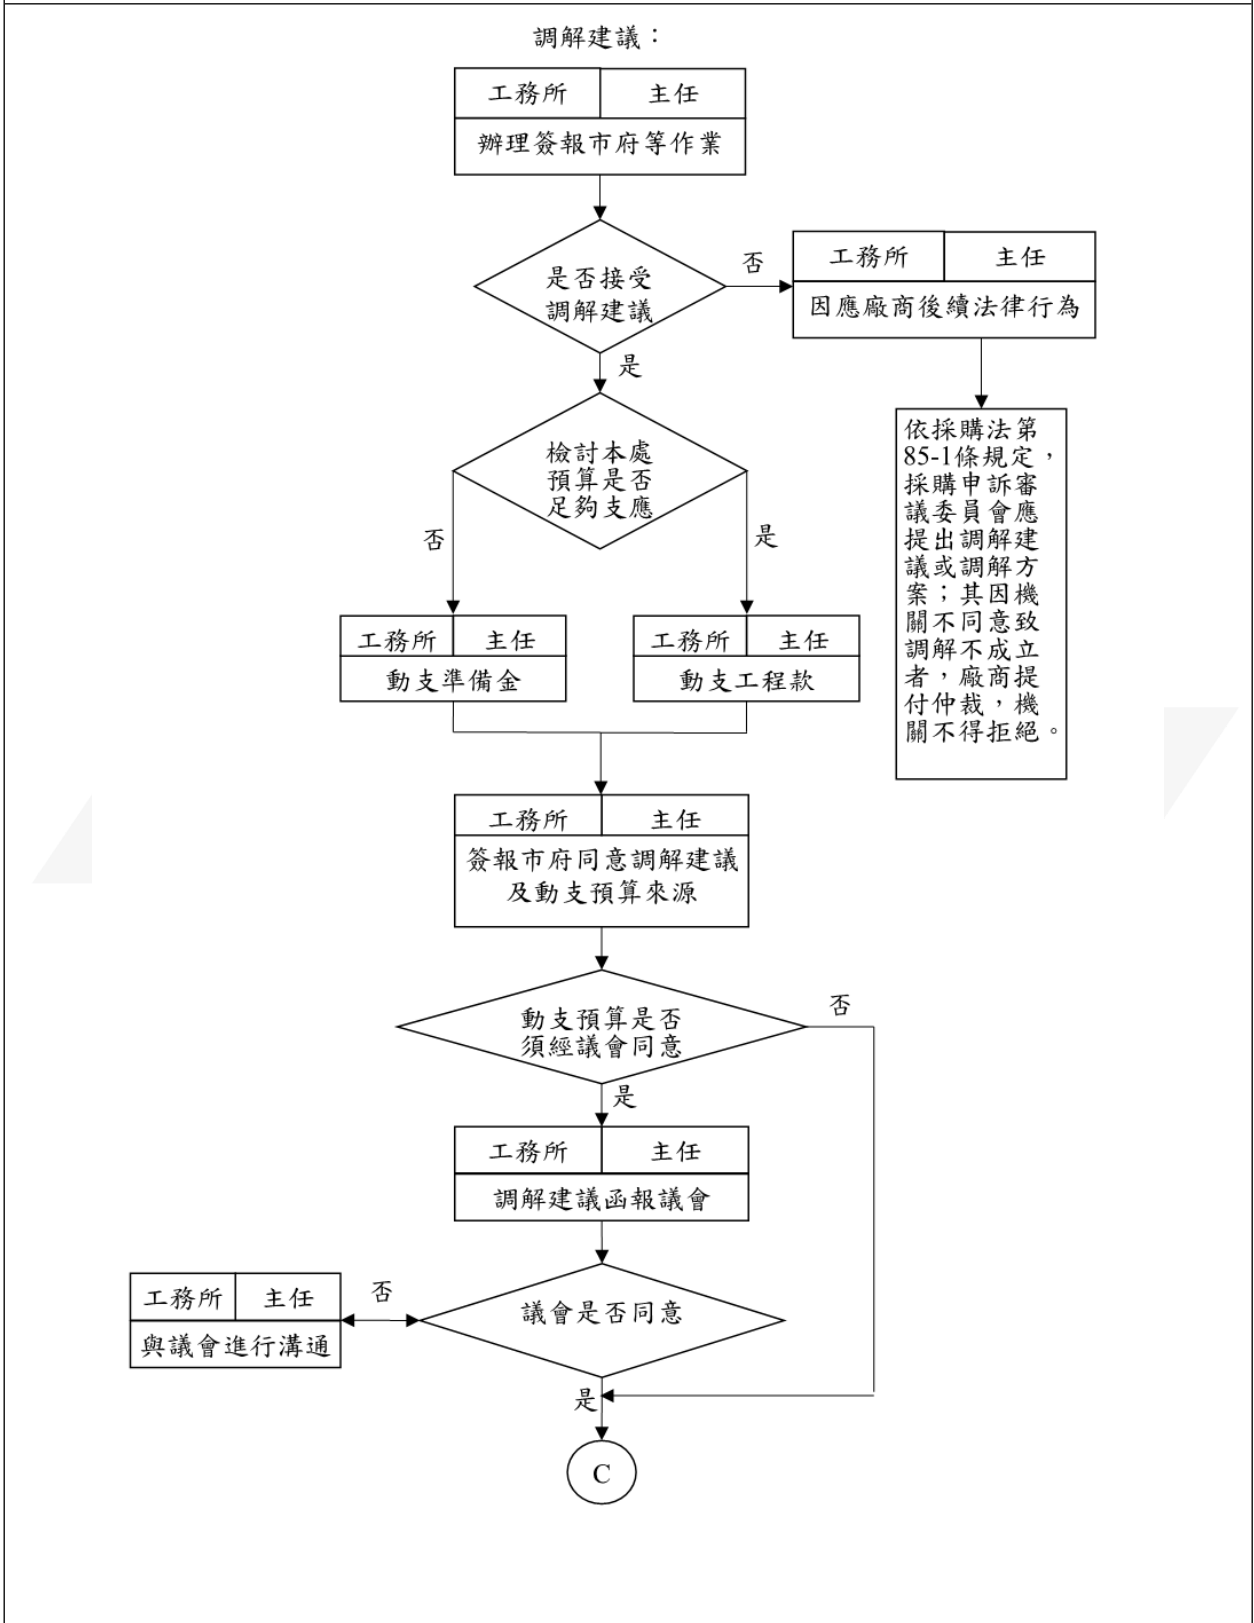 調解建議：
工務所 主任
辦理簽報市府等作業
是否接受
調解建議
否
工務所 主任
因應廠商後續法律行為
是
依採購法第
85-1條規定，
採購申訴審
議委員會應
提出調解建
議或調解方
案；其因機
關不同意致
調解不成立
者，廠商提
付仲裁，機
關不得拒絕。
檢討本處
預算是否
足夠支應
否
是
工務所 主任
動支準備金
工務所 主任
動支工程款
工務所 主任
簽報市府同意調解建議
及動支預算來源
動支預算是否
須經議會同意
否
是
工務所 主任
調解建議函報議會
議會是否同意
否
工務所 主任
與議會進行溝通
是
C